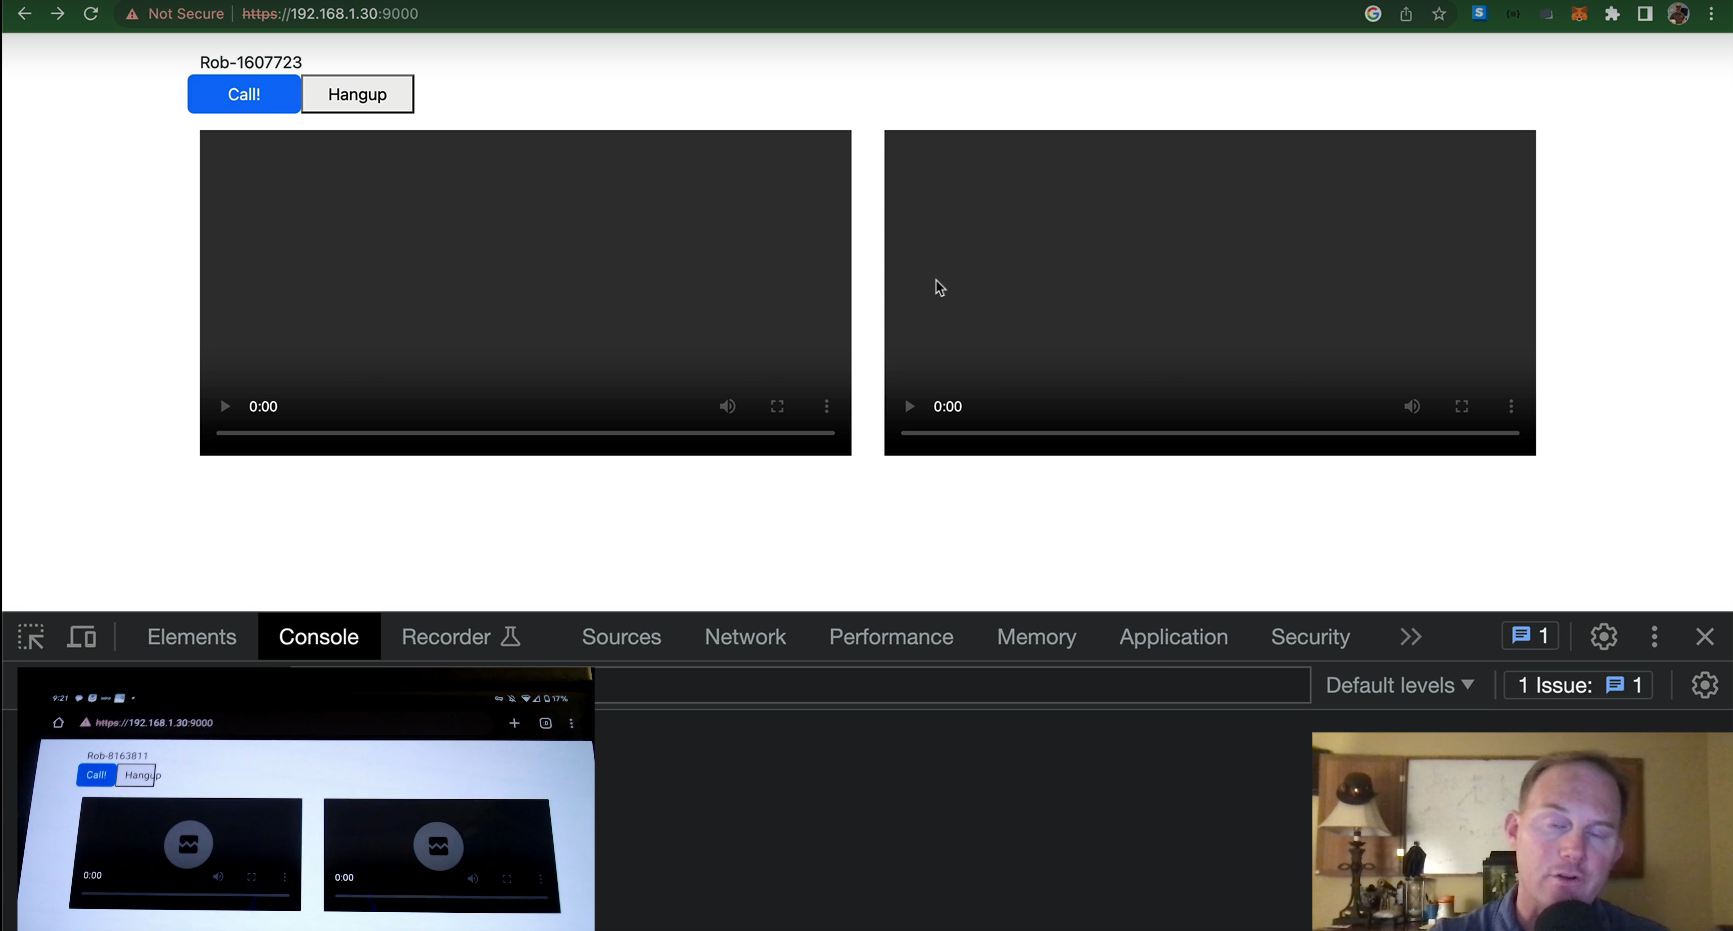 Not Secure https://192.168.1.30:9000
Rob-1607723
Call! Hangup
0:00
0:00
Elements Console Recorder Sources Network Performance Memory Application Security 1
Default levels 1 Issue: 1
9:21 17%
https://192.168.1.30:9000
Rob-8163811
Call! Hangup
0:00
0:00